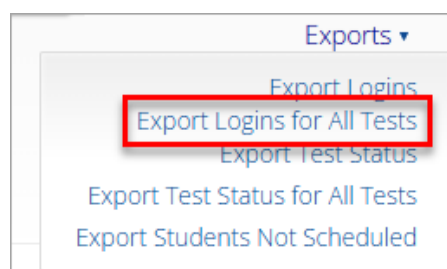 Exports ▾
Export Logins
Export Logins for All Tests
Export Test Status
Export Test Status for All Tests
Export Students Not Scheduled